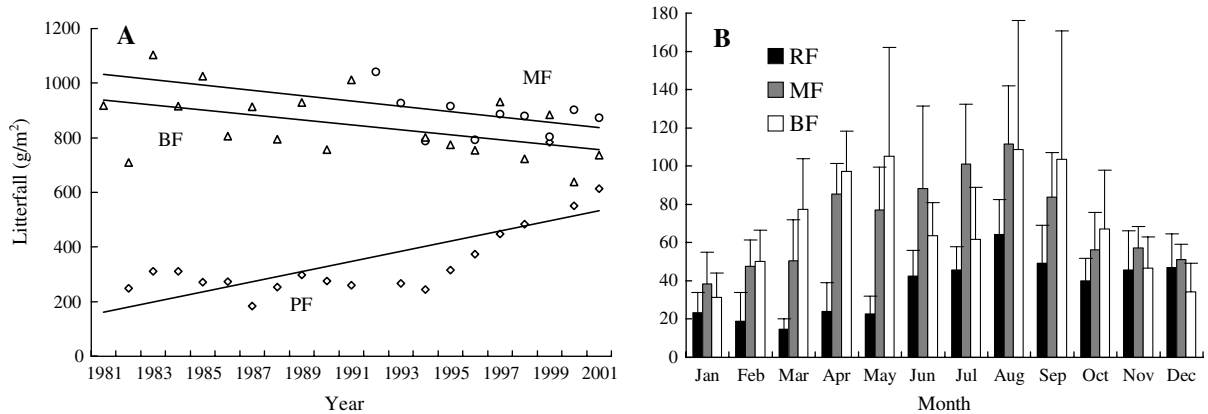 A
Litterfall (g/m²)
1200
1000
800
600
400
200
0
MF
BF
PF
1981 1983 1985 1987 1989 1991 1993 1995 1997 1999 2001
Year
B
180
160
140
120
100
80
60
40
20
0
RF
MF
BF
Jan Feb Mar Apr May Jun Jul Aug Sep Oct Nov Dec
Month